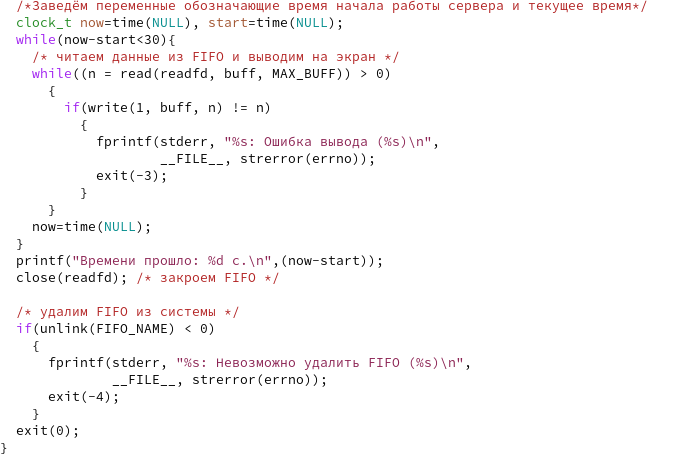 /*Заведём переменные обозначающие время начала работы сервера и текущее время*/
clock_t now=time(NULL), start=time(NULL);
while(now-start<30){
/* читаем данные из FIFO и выводим на экран */
while((n = read(readfd, buff, MAX_BUFF)) > 0)
{
if(write(1, buff, n) != n)
{
fprintf(stderr, "%s: Ошибка вывода (%s)\n",
__FILE__, strerror(errno));
exit(-3);
}
}
now=time(NULL);
}
printf("Времени прошло: %d с.\n",(now-start));
close(readfd); /* закроем FIFO */
/* удалим FIFO из системы */
if(unlink(FIFO_NAME) < 0)
{
fprintf(stderr, "%s: Невозможно удалить FIFO (%s)\n",
__FILE__, strerror(errno));
exit(-4);
}
exit(0);
}